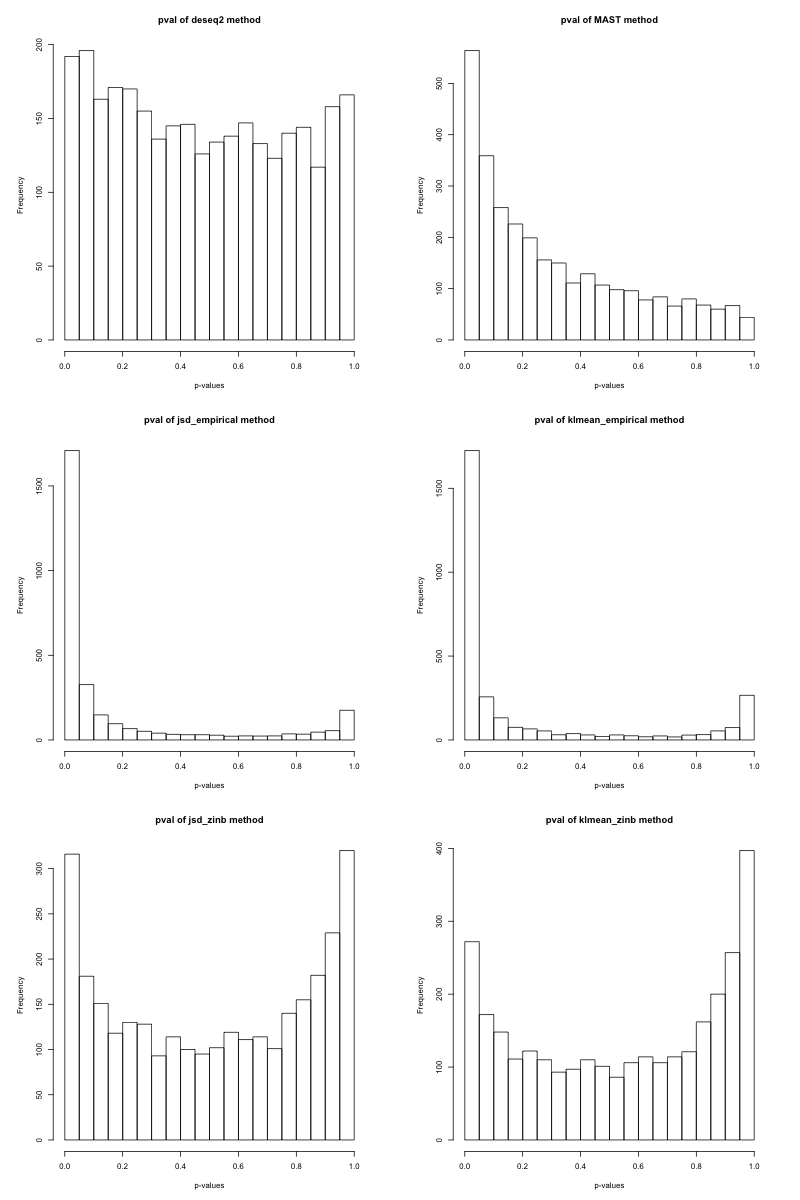 pval of deseq2 method
Frequency
0
50
100
150
200
0.0 0.2 0.4 0.6 0.8 1.0
p-values
pval of MAST method
Frequency
0
100
200
300
400
500
0.0 0.2 0.4 0.6 0.8 1.0
p-values
pval of jsd_empirical method
Frequency
0
500
1000
1500
0.0 0.2 0.4 0.6 0.8 1.0
p-values
pval of klmean_empirical method
Frequency
0
500
1000
1500
0.0 0.2 0.4 0.6 0.8 1.0
p-values
pval of jsd_zinb method
Frequency
0
50
100
150
200
250
300
0.0 0.2 0.4 0.6 0.8 1.0
p-values
pval of klmean_zinb method
Frequency
0
100
200
300
400
0.0 0.2 0.4 0.6 0.8 1.0
p-values